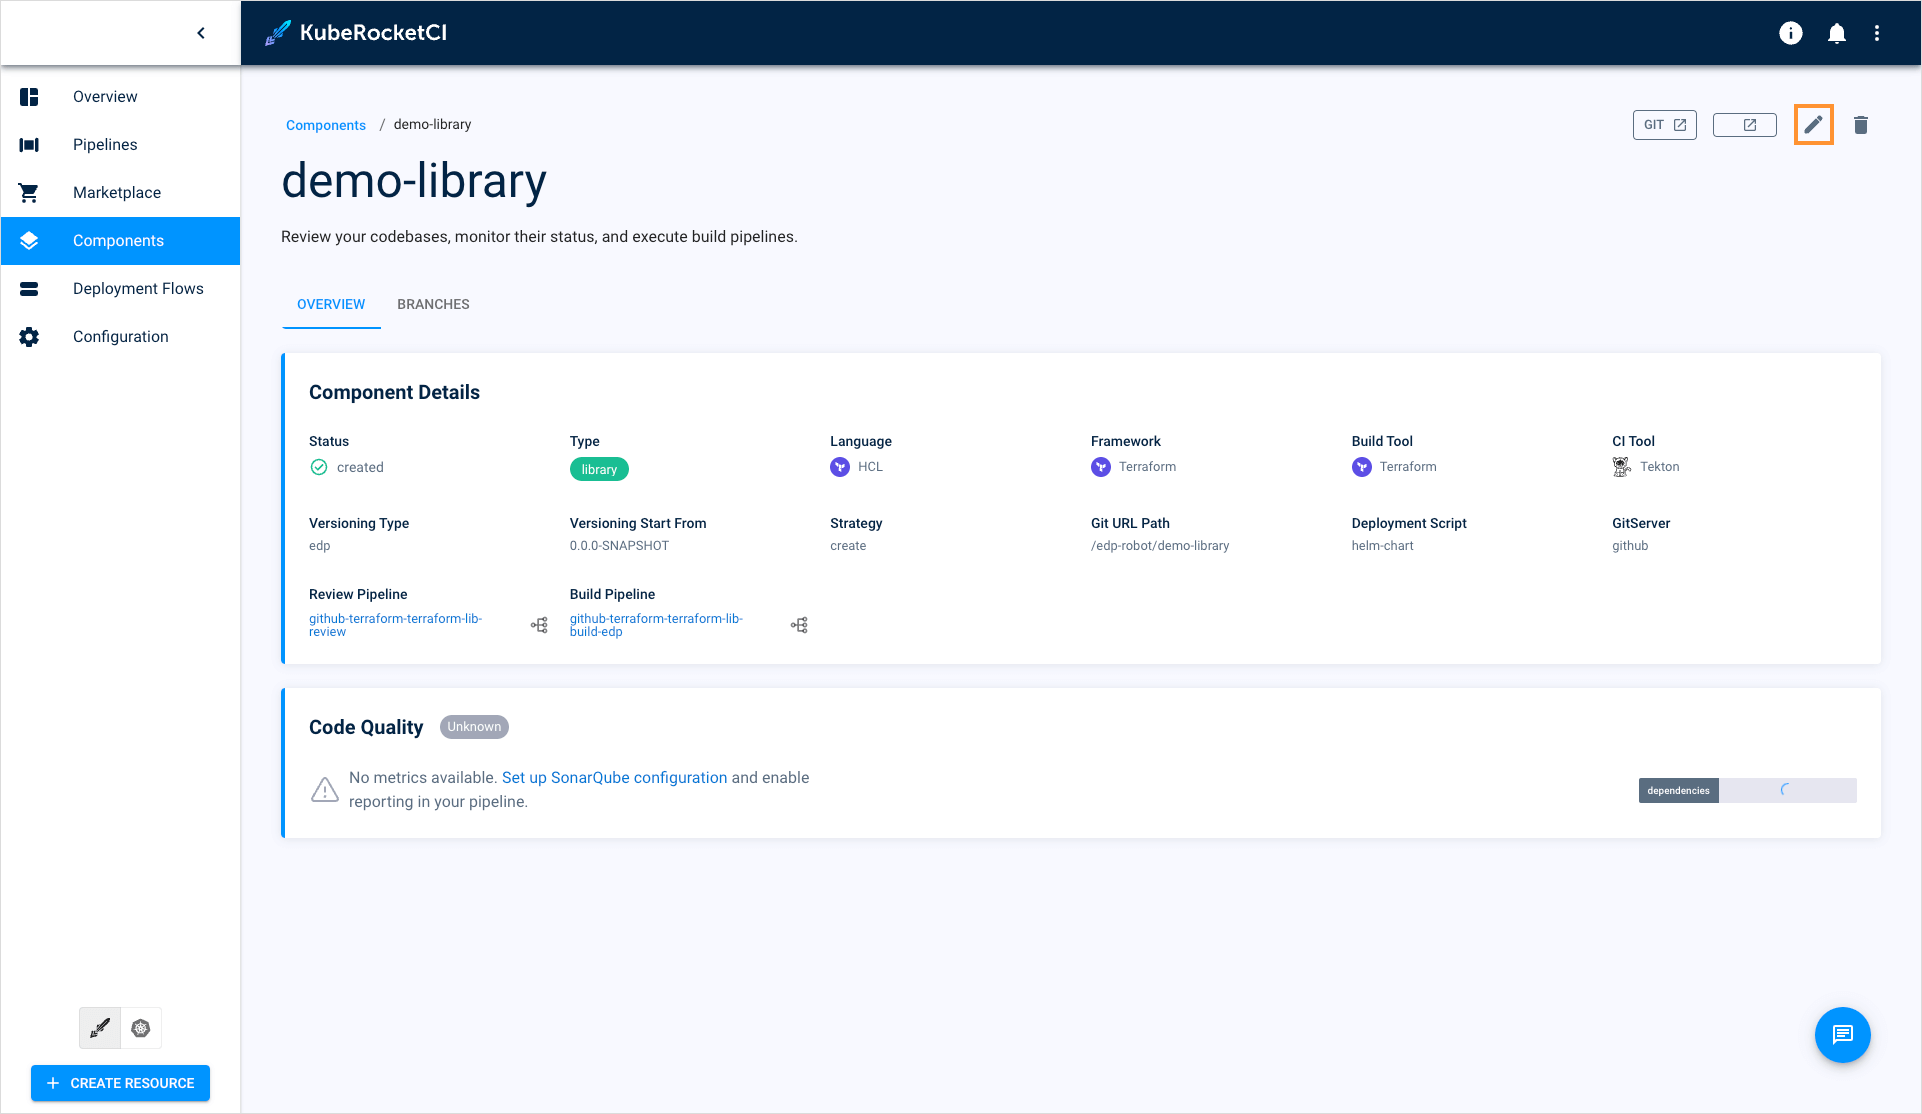 KubeRocketCI
Overview
Pipelines
Marketplace
Components
Deployment Flows
Configuration
CREATE RESOURCE
Components / demo-library
GIT
demo-library
Review your codebases, monitor their status, and execute build pipelines.
OVERVIEW BRANCHES
Component Details
Status Type Language Framework Build Tool CI Tool
created library HCL Terraform Terraform Tekton
Versioning Type Versioning Start From Strategy Git URL Path Deployment Script GitServer
edp 0.0.0-SNAPSHOT create /edp-robot/demo-library helm-chart github
Review Pipeline Build Pipeline
github-terraform-terraform-lib- github-terraform-terraform-lib-
review build-edp
Code Quality Unknown
No metrics available. Set up SonarQube configuration and enable
reporting in your pipeline.
dependencies